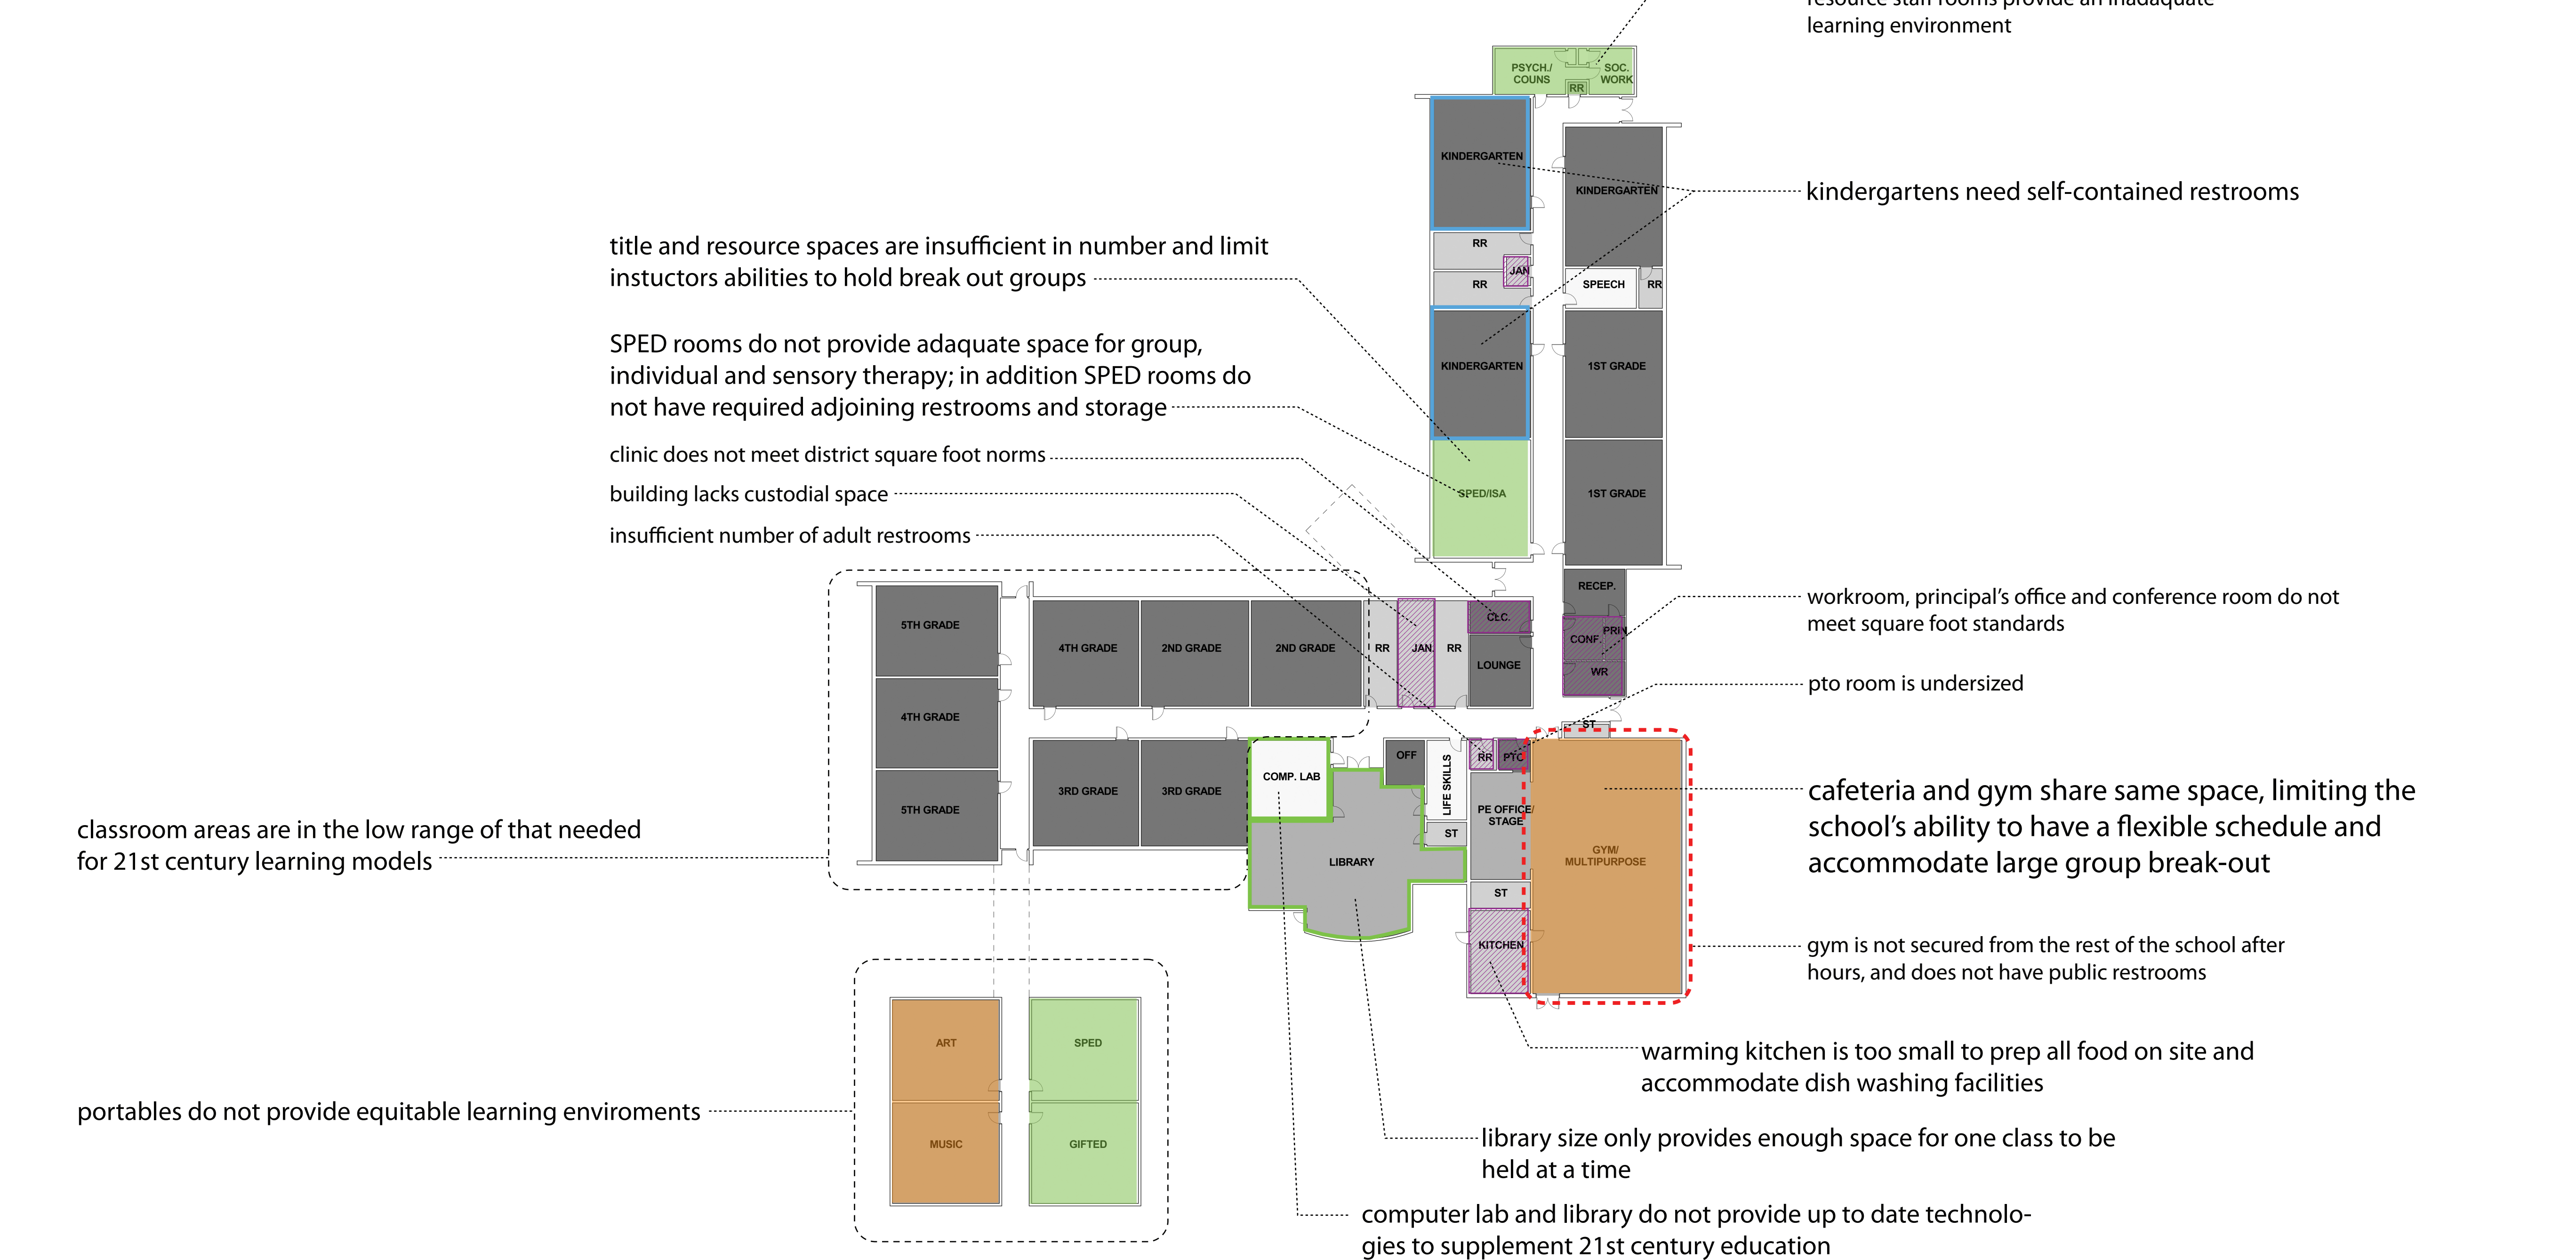 resource staff rooms provide an inadaquate
learning environment
PSYCH./
COUNS
SOC.
WORK
RR
KINDERGARTEN
KINDERGARTEN
kindergartens need self-contained restrooms
title and resource spaces are insufficient in number and limit
instuctors abilities to hold break out groups
RR
JAN
RR
SPEECH
RR
SPED rooms do not provide adaquate space for group,
individual and sensory therapy; in addition SPED rooms do
not have required adjoining restrooms and storage
KINDERGARTEN
1ST GRADE
clinic does not meet district square foot norms
building lacks custodial space
insufficient number of adult restrooms
SPED/ISA
1ST GRADE
RECEP.
workroom, principal's office and conference room do not
meet square foot standards
CLC.
CONF.
PRIN
WR
5TH GRADE
4TH GRADE
2ND GRADE
2ND GRADE
RR
JAN.
RR
LOUNGE
pto room is undersized
4TH GRADE
ST
COMP. LAB
OFF
LIFE SKILLS
RR
PTO
5TH GRADE
3RD GRADE
3RD GRADE
PE OFFICE/
STAGE
cafeteria and gym share same space, limiting the
school's ability to have a flexible schedule and
accommodate large group break-out
classroom areas are in the low range of that needed
for 21st century learning models
ST
LIBRARY
GYM/
MULTIPURPOSE
ST
KITCHEN
gym is not secured from the rest of the school after
hours, and does not have public restrooms
ART
SPED
warming kitchen is too small to prep all food on site and
accommodate dish washing facilities
portables do not provide equitable learning enviroments
MUSIC
GIFTED
library size only provides enough space for one class to be
held at a time
computer lab and library do not provide up to date technolo-
gies to supplement 21st century education